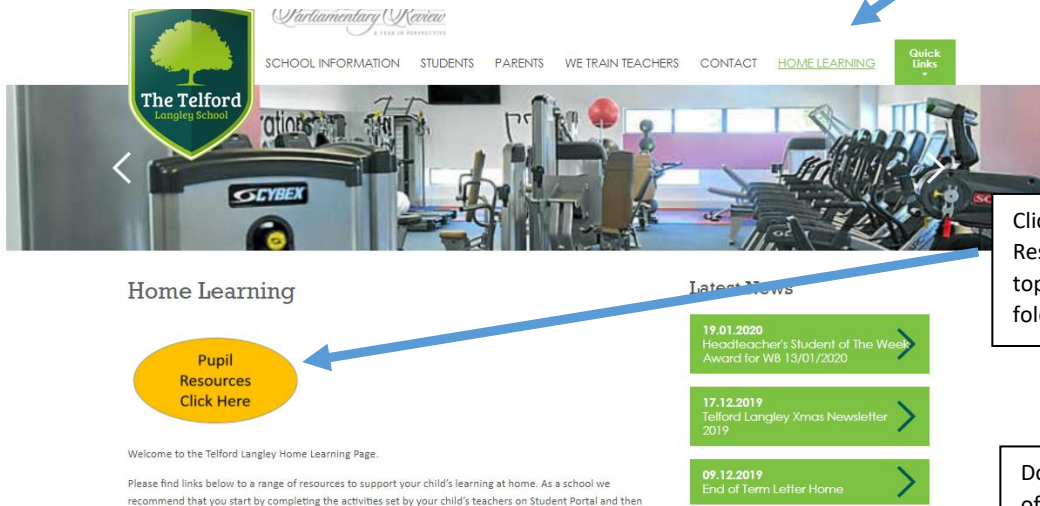 Parliamentary Review
A YEAR IN PERSPECTIVE
The Telford
Langley School
SCHOOL INFORMATION STUDENTS PARENTS WE TRAIN TEACHERS CONTACT HOME LEARNING
Quick
Links
CYBEX
Home Learning
Pupil
Resources
Click Here
Welcome to the Telford Langley Home Learning Page.
Please find links below to a range of resources to support your child's learning at home. As a school we
recommend that you start by completing the activities set by your child's teachers on Student Portal and then
Latest News
19.01.2020
Headteacher's Student of The Week
Award for WB 13/01/2020
17.12.2019
Telford Langley Xmas Newsletter
2019
09.12.2019
End of Term Letter Home
top
of